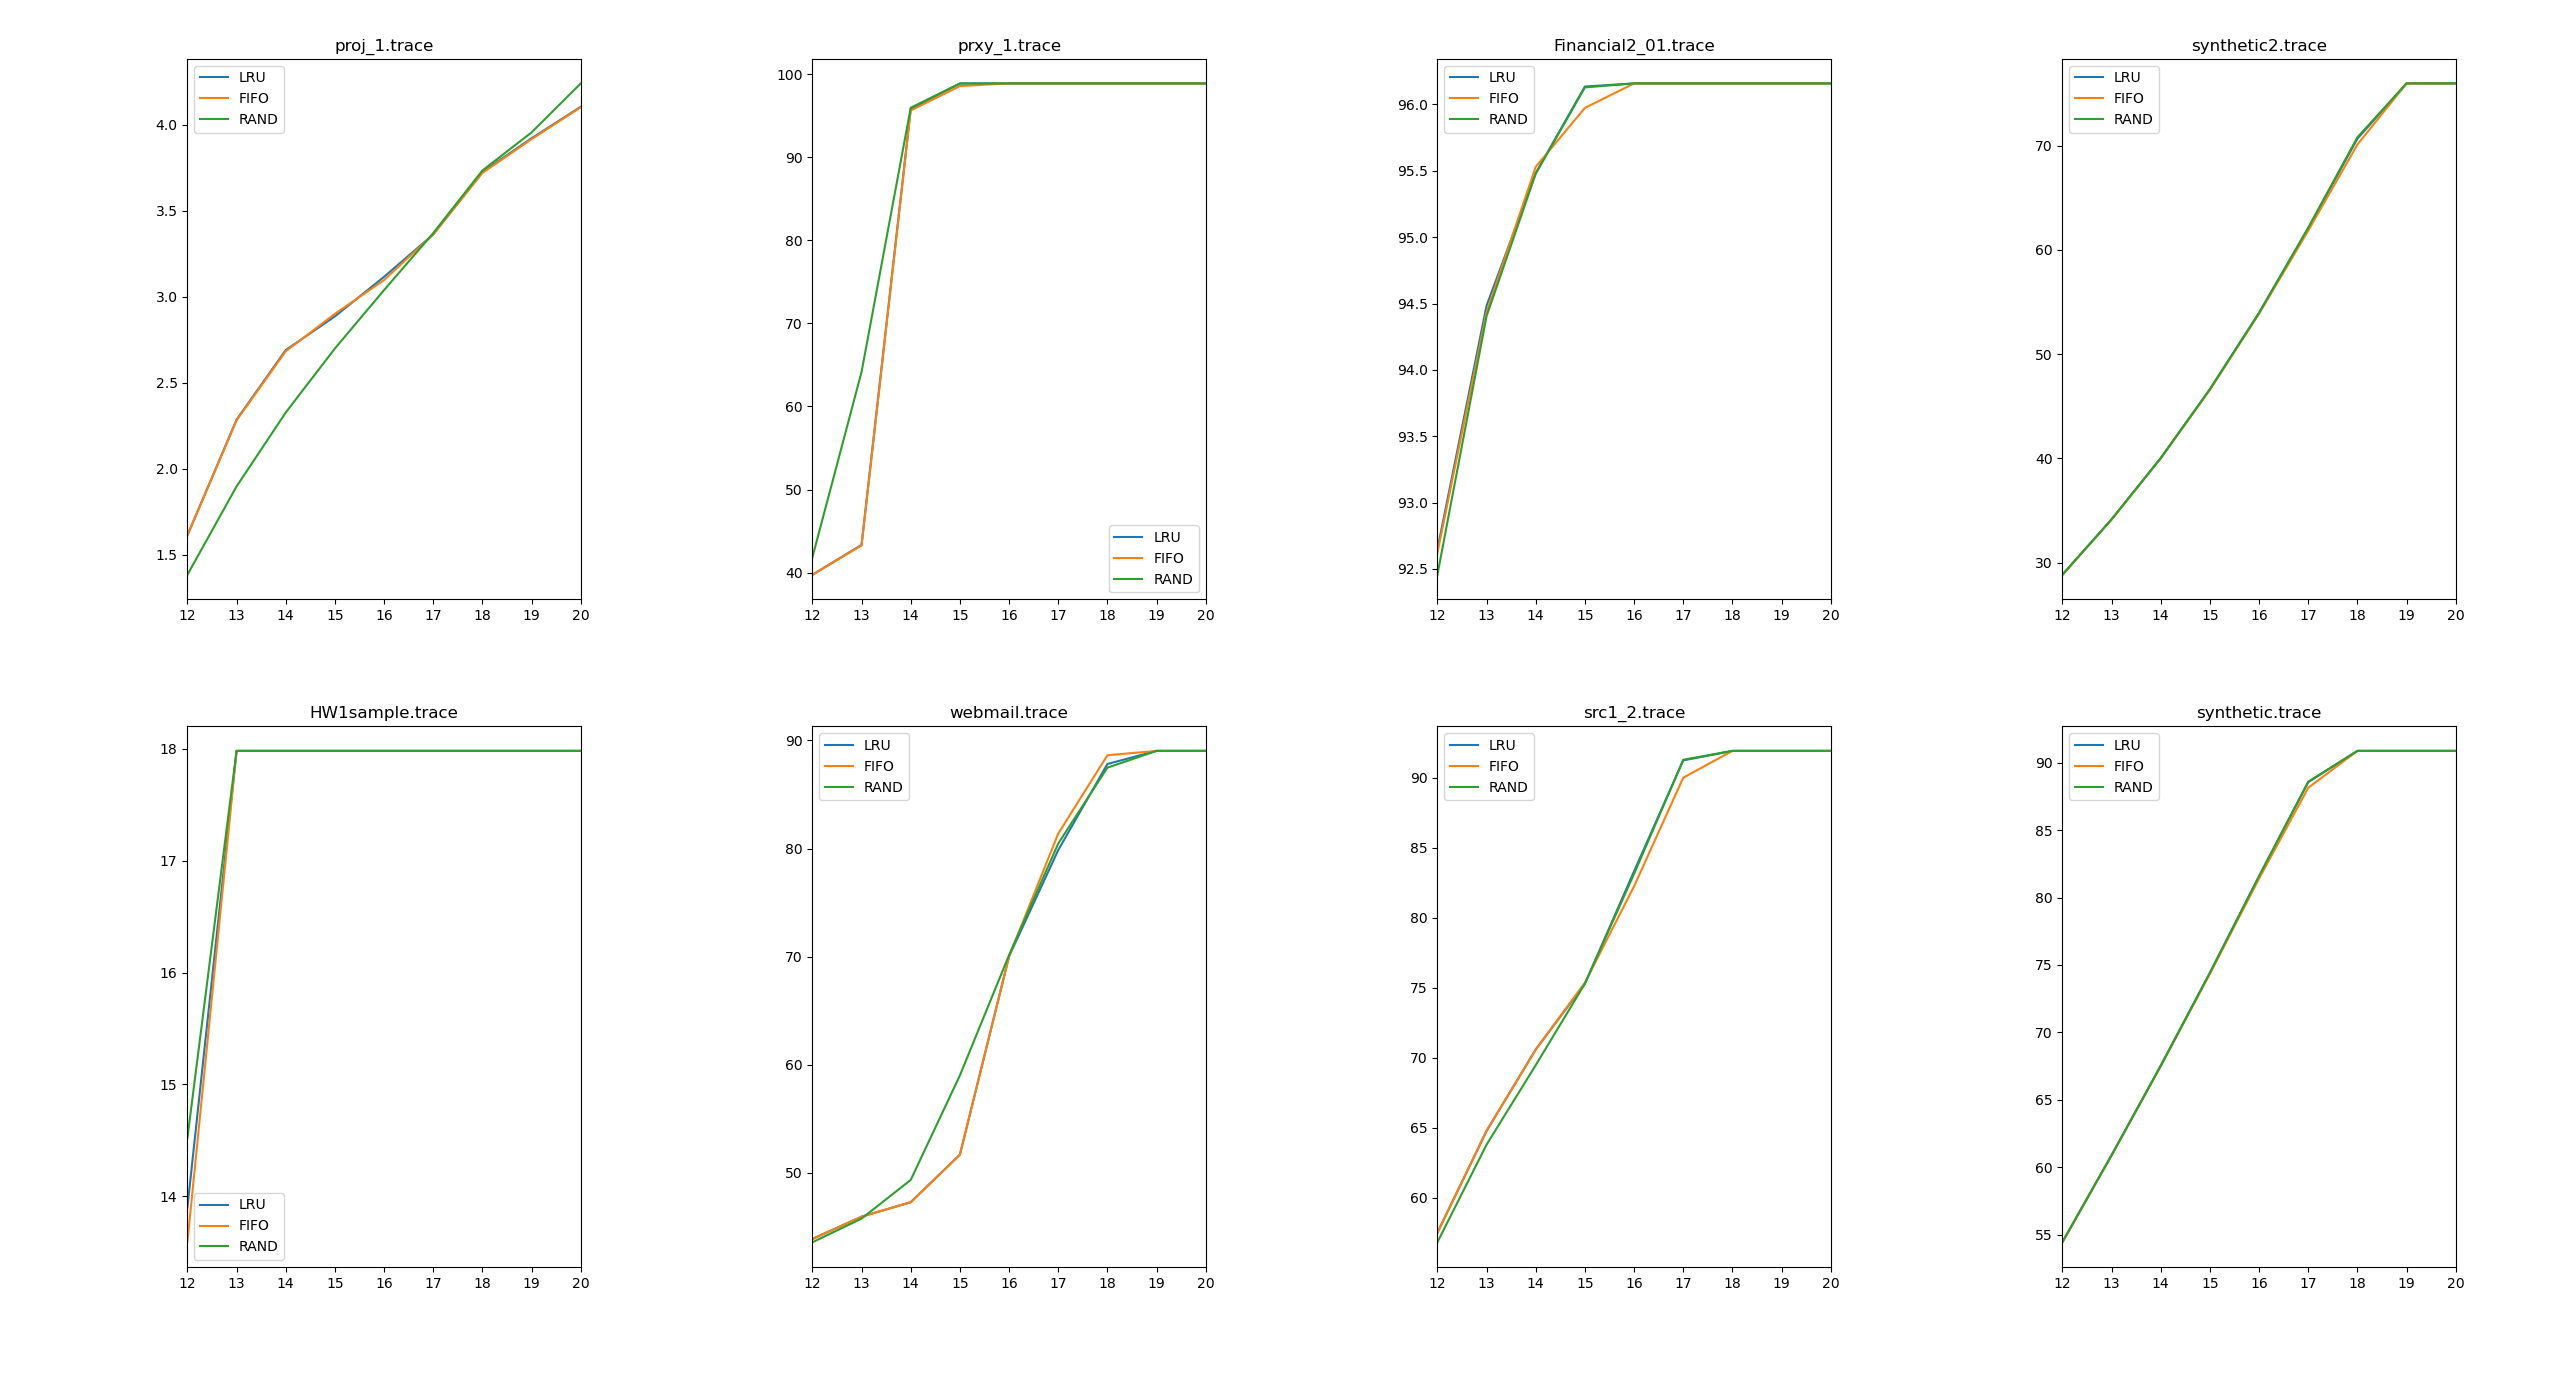 proj_1.trace
LRU
FIFO
RAND
4.0
3.5
3.0
2.5
2.0
1.5
12 13 14 15 16 17 18 19 20
prxy_1.trace
100
90
80
70
60
50
40
LRU
FIFO
RAND
12 13 14 15 16 17 18 19 20
Financial2_01.trace
LRU
FIFO
RAND
96.0
95.5
95.0
94.5
94.0
93.5
93.0
92.5
12 13 14 15 16 17 18 19 20
synthetic2.trace
LRU
FIFO
RAND
70
60
50
40
30
12 13 14 15 16 17 18 19 20
HW1sample.trace
18
17
16
15
14
LRU
FIFO
RAND
12 13 14 15 16 17 18 19 20
webmail.trace
LRU
FIFO
RAND
90
80
70
60
50
12 13 14 15 16 17 18 19 20
src1_2.trace
LRU
FIFO
RAND
90
85
80
75
70
65
60
12 13 14 15 16 17 18 19 20
synthetic.trace
LRU
FIFO
RAND
90
85
80
75
70
65
60
55
12 13 14 15 16 17 18 19 20